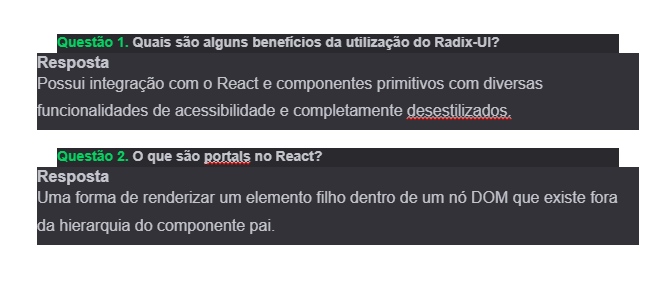 Questão 1. Quais são alguns benefícios da utilização do Radix-UI?
Resposta
Possui integração com o React e componentes primitivos com diversas
funcionalidades de acessibilidade e completamente desestilizados.
Questão 2. O que são portals no React?
Resposta
Uma forma de renderizar um elemento filho dentro de um nó DOM que existe fora
da hierarquia do componente pai.